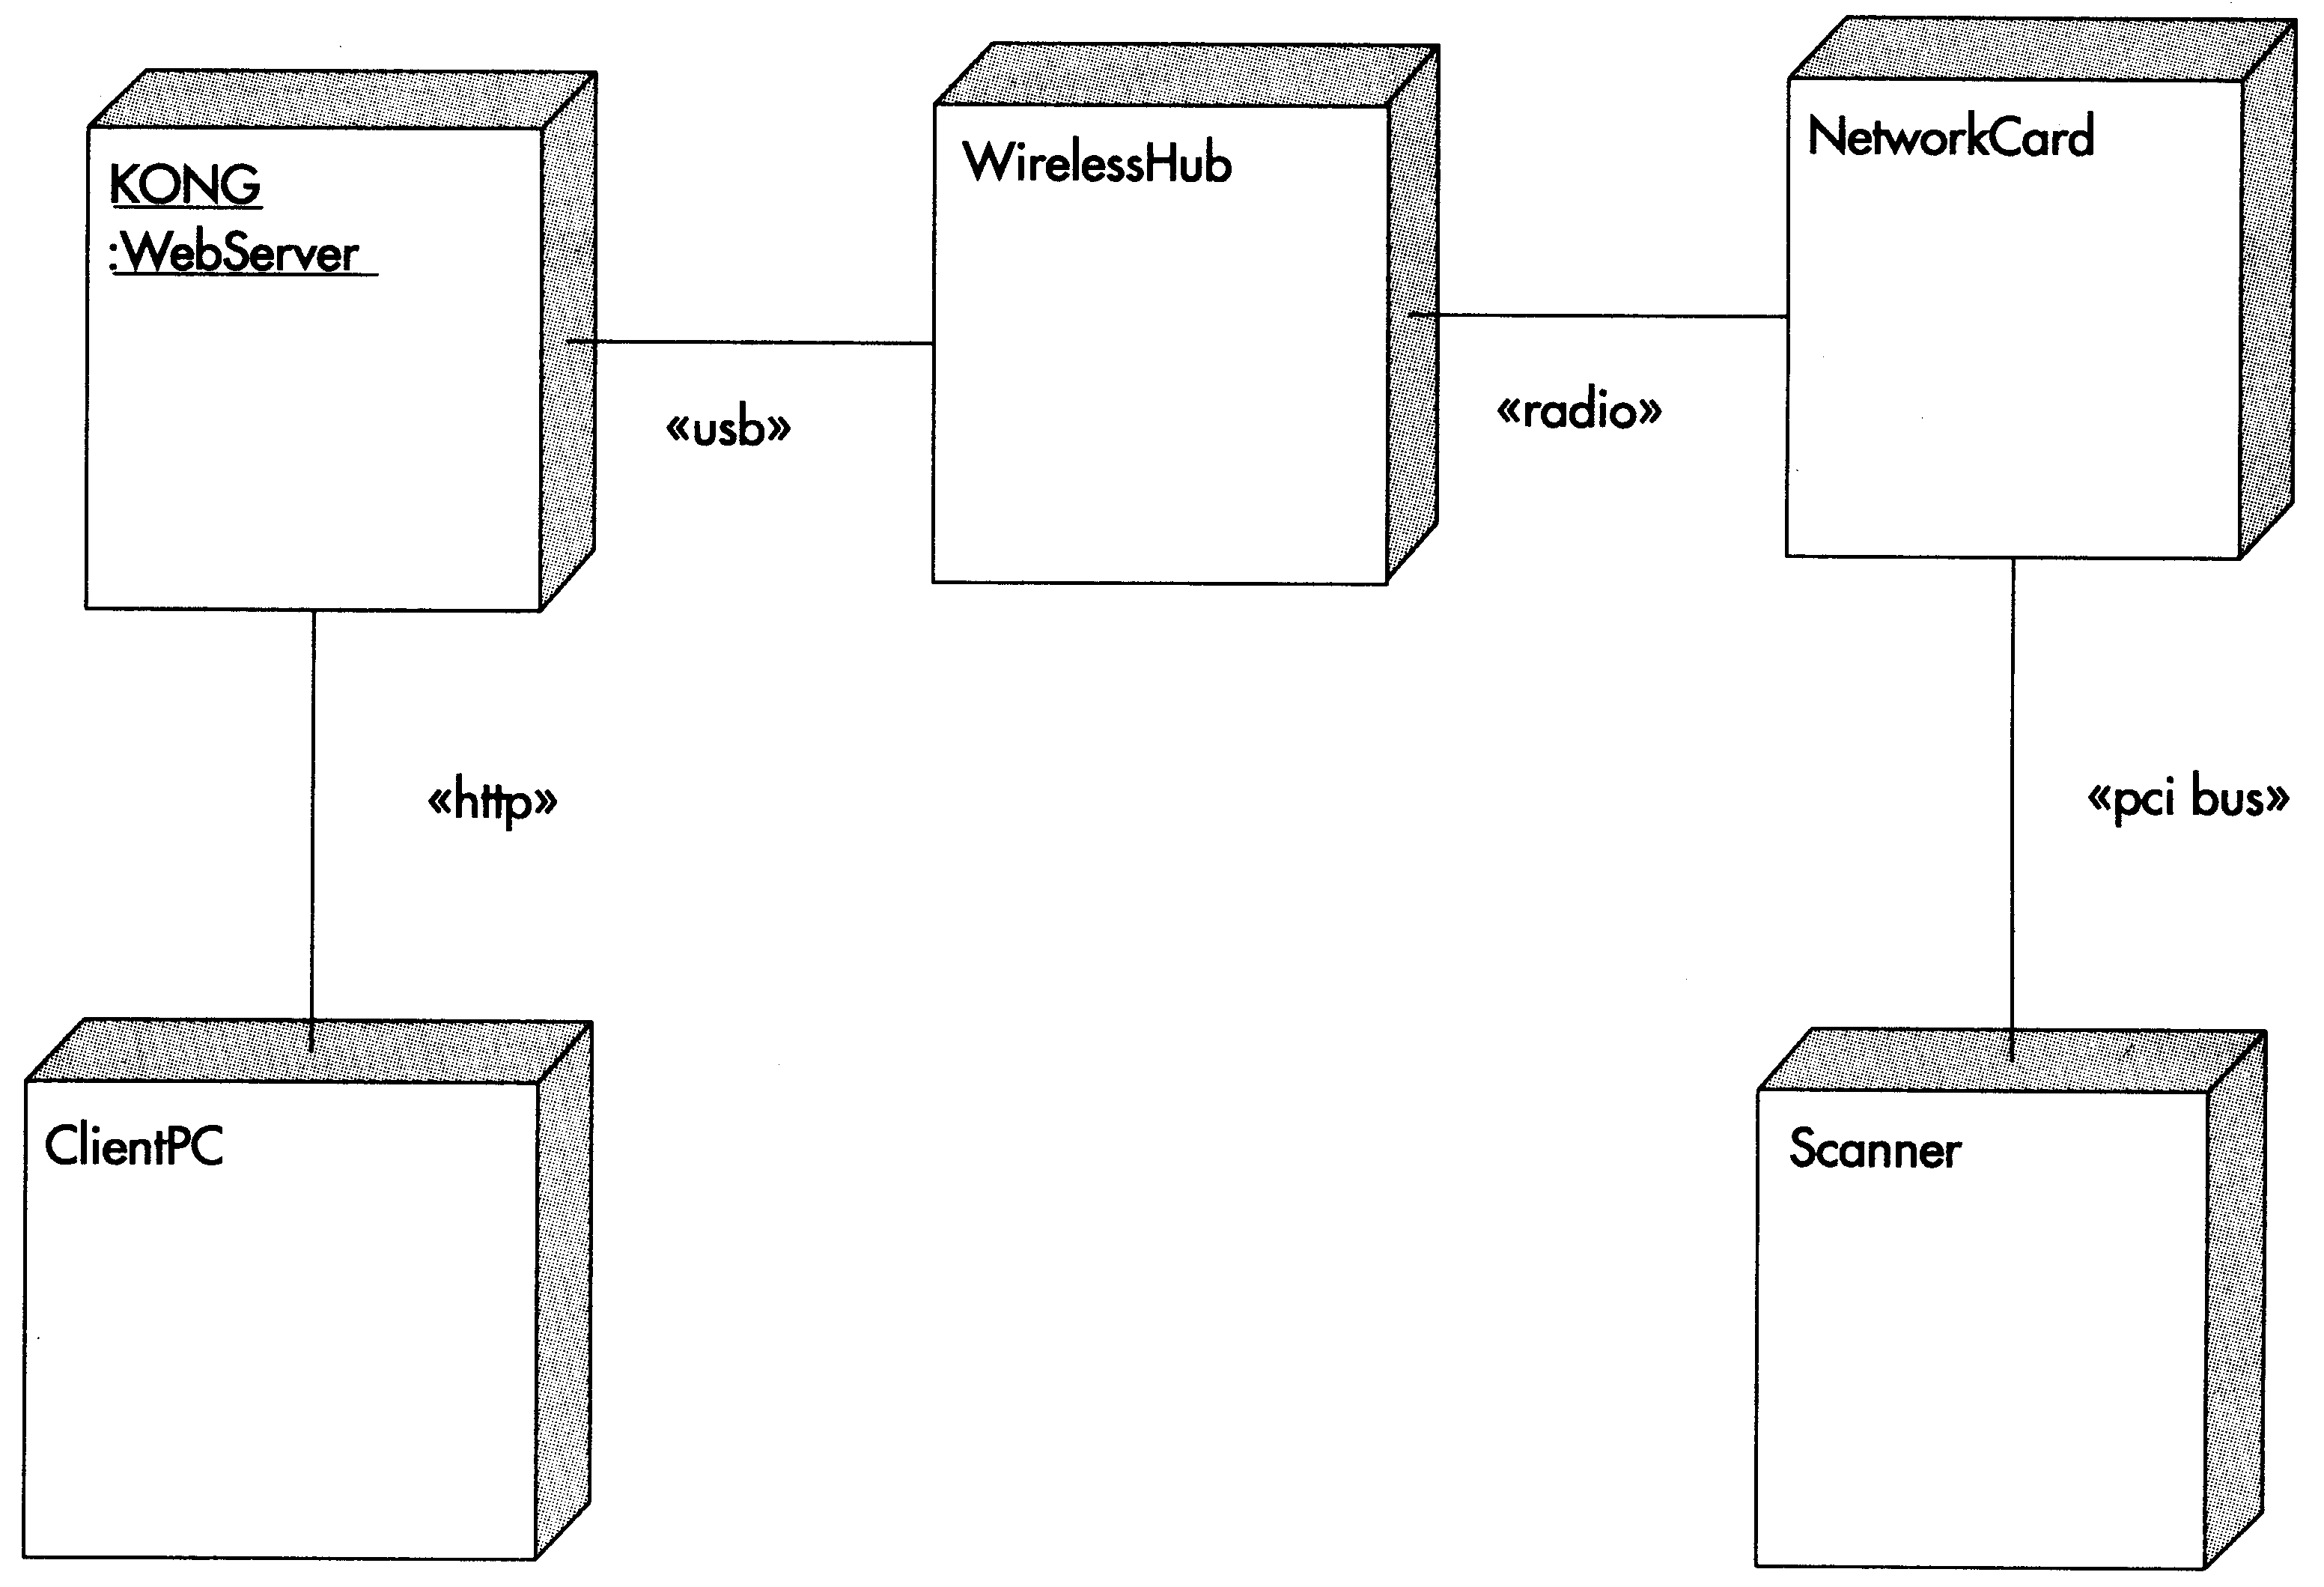 KONG
:WebServer
WirelessHub
NetworkCard
«usb»
«radio»
«http»
«pci bus»
ClientPC
Scanner